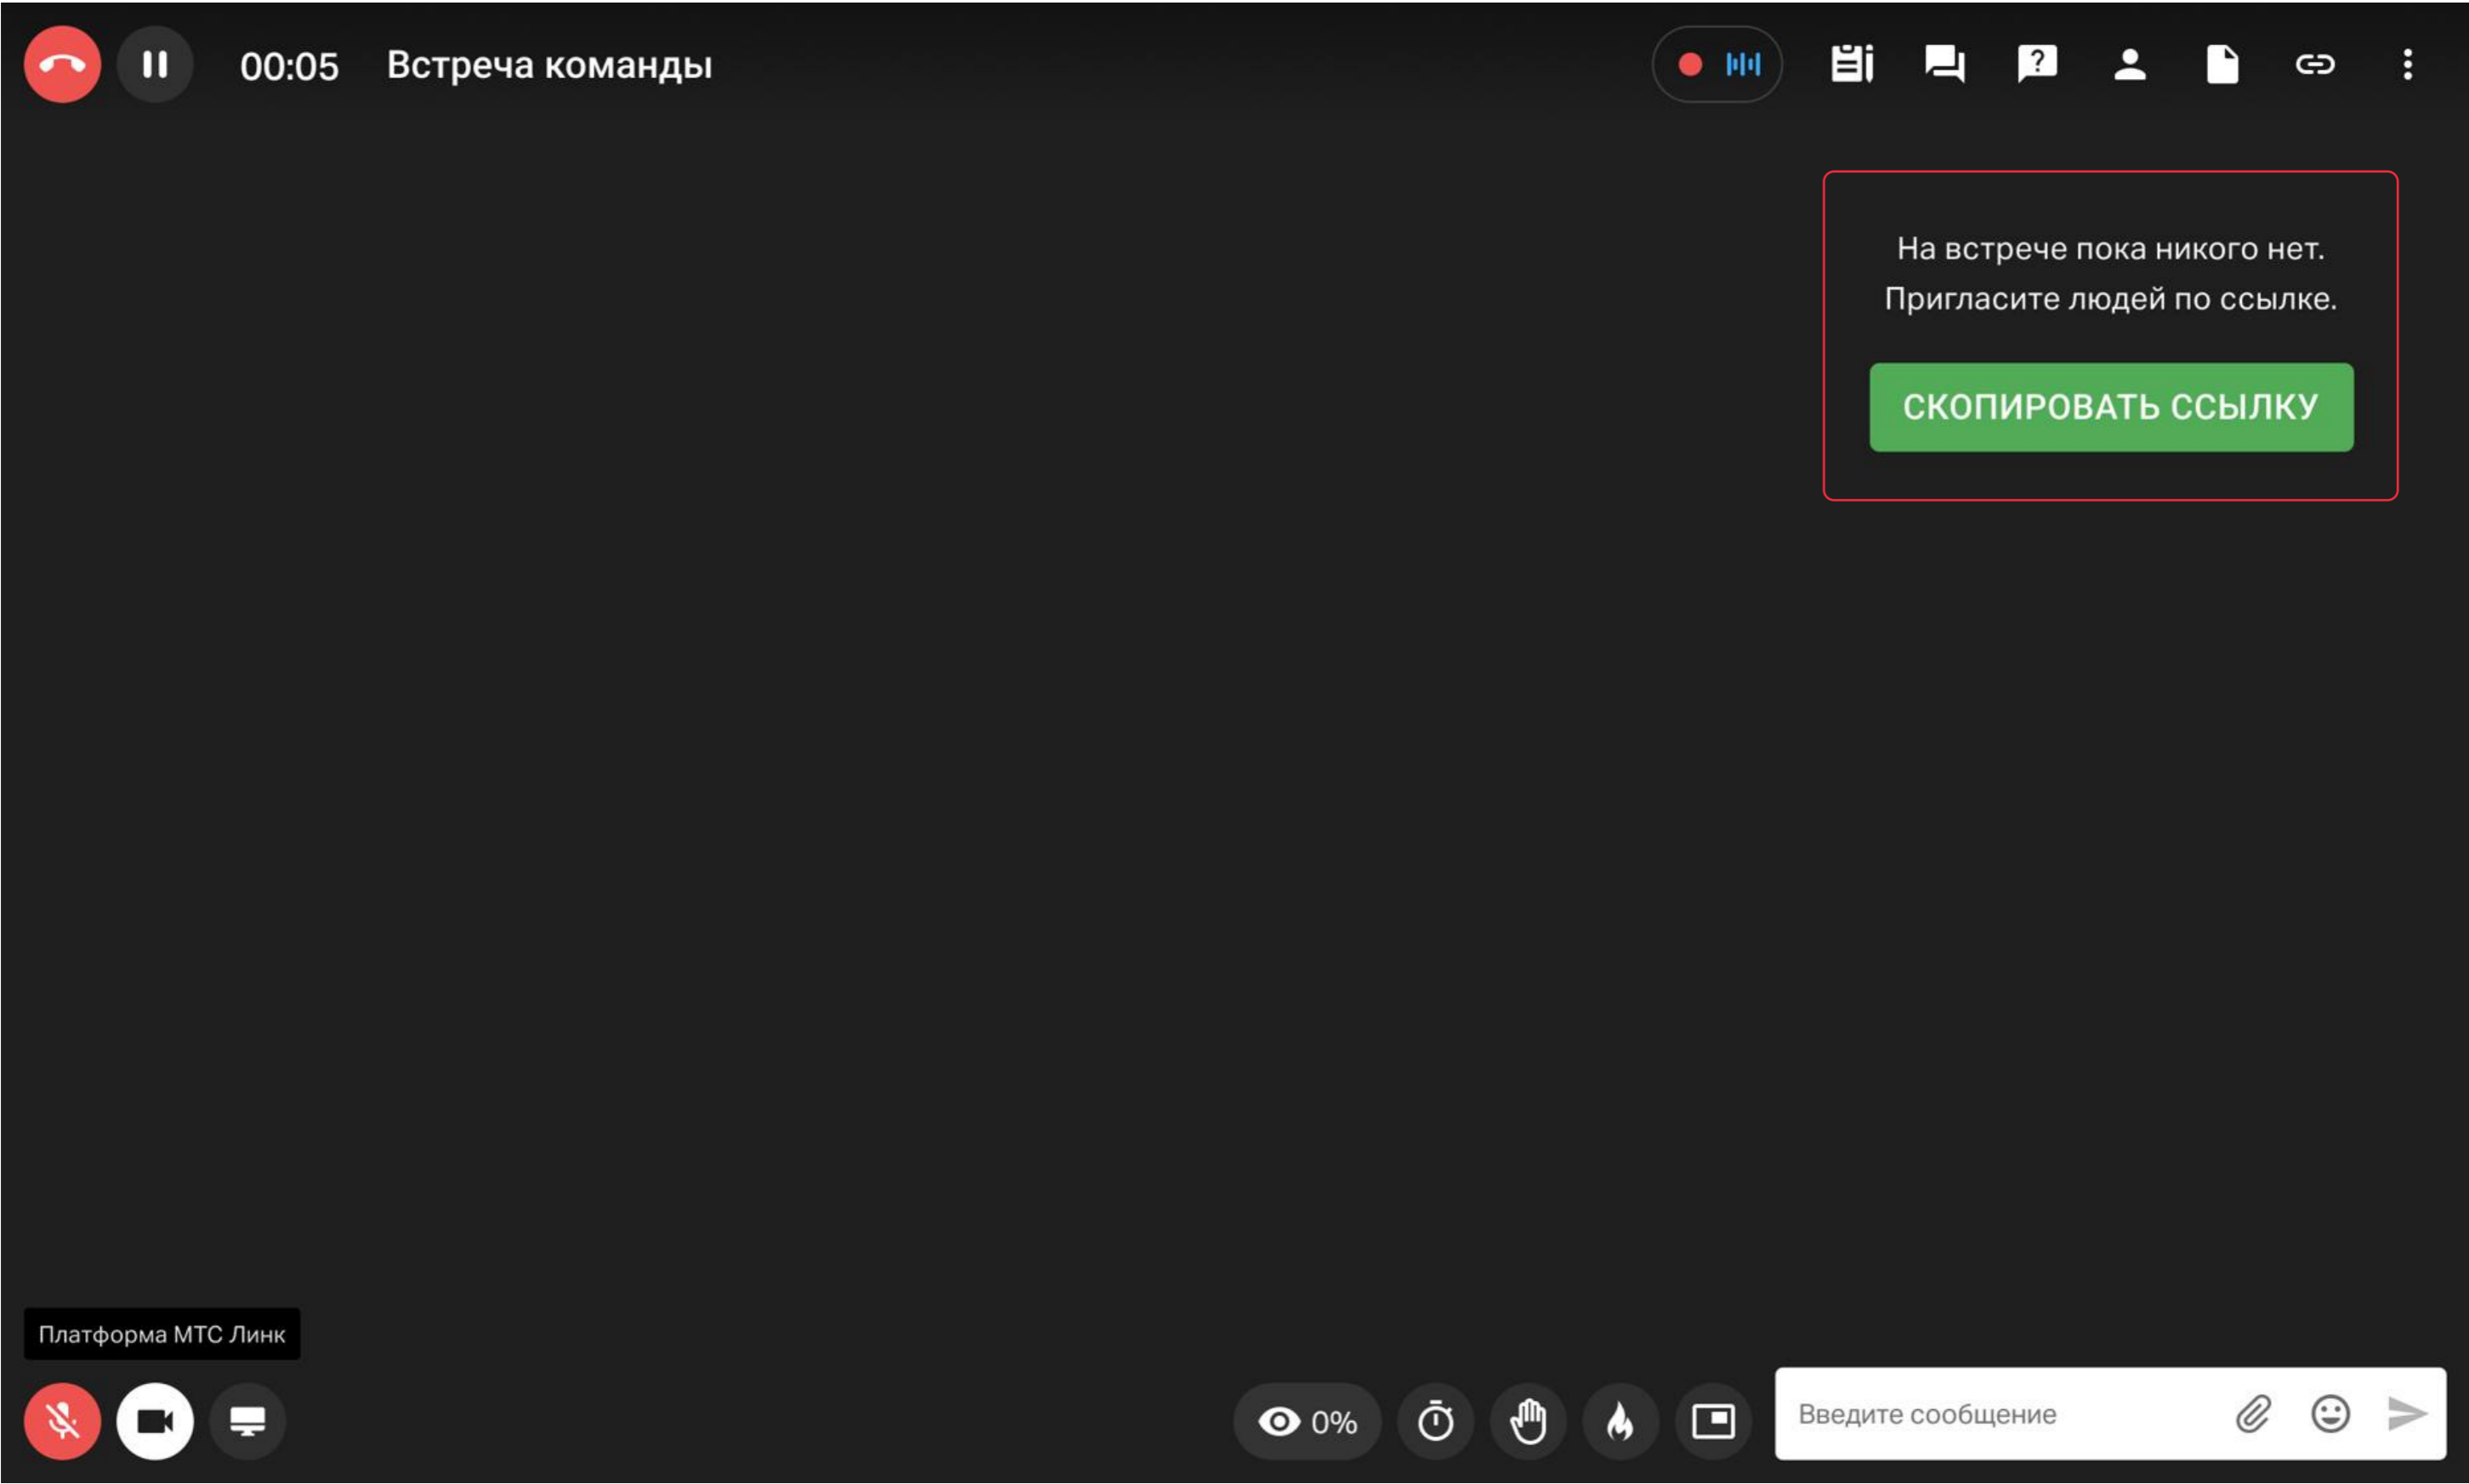 00:05 Встреча команды
На встрече пока никого нет.
Пригласите людей по ссылке.
СКОПИРОВАТЬ ССЫЛКУ
Платформа МТС Линк
0%
Введите сообщение